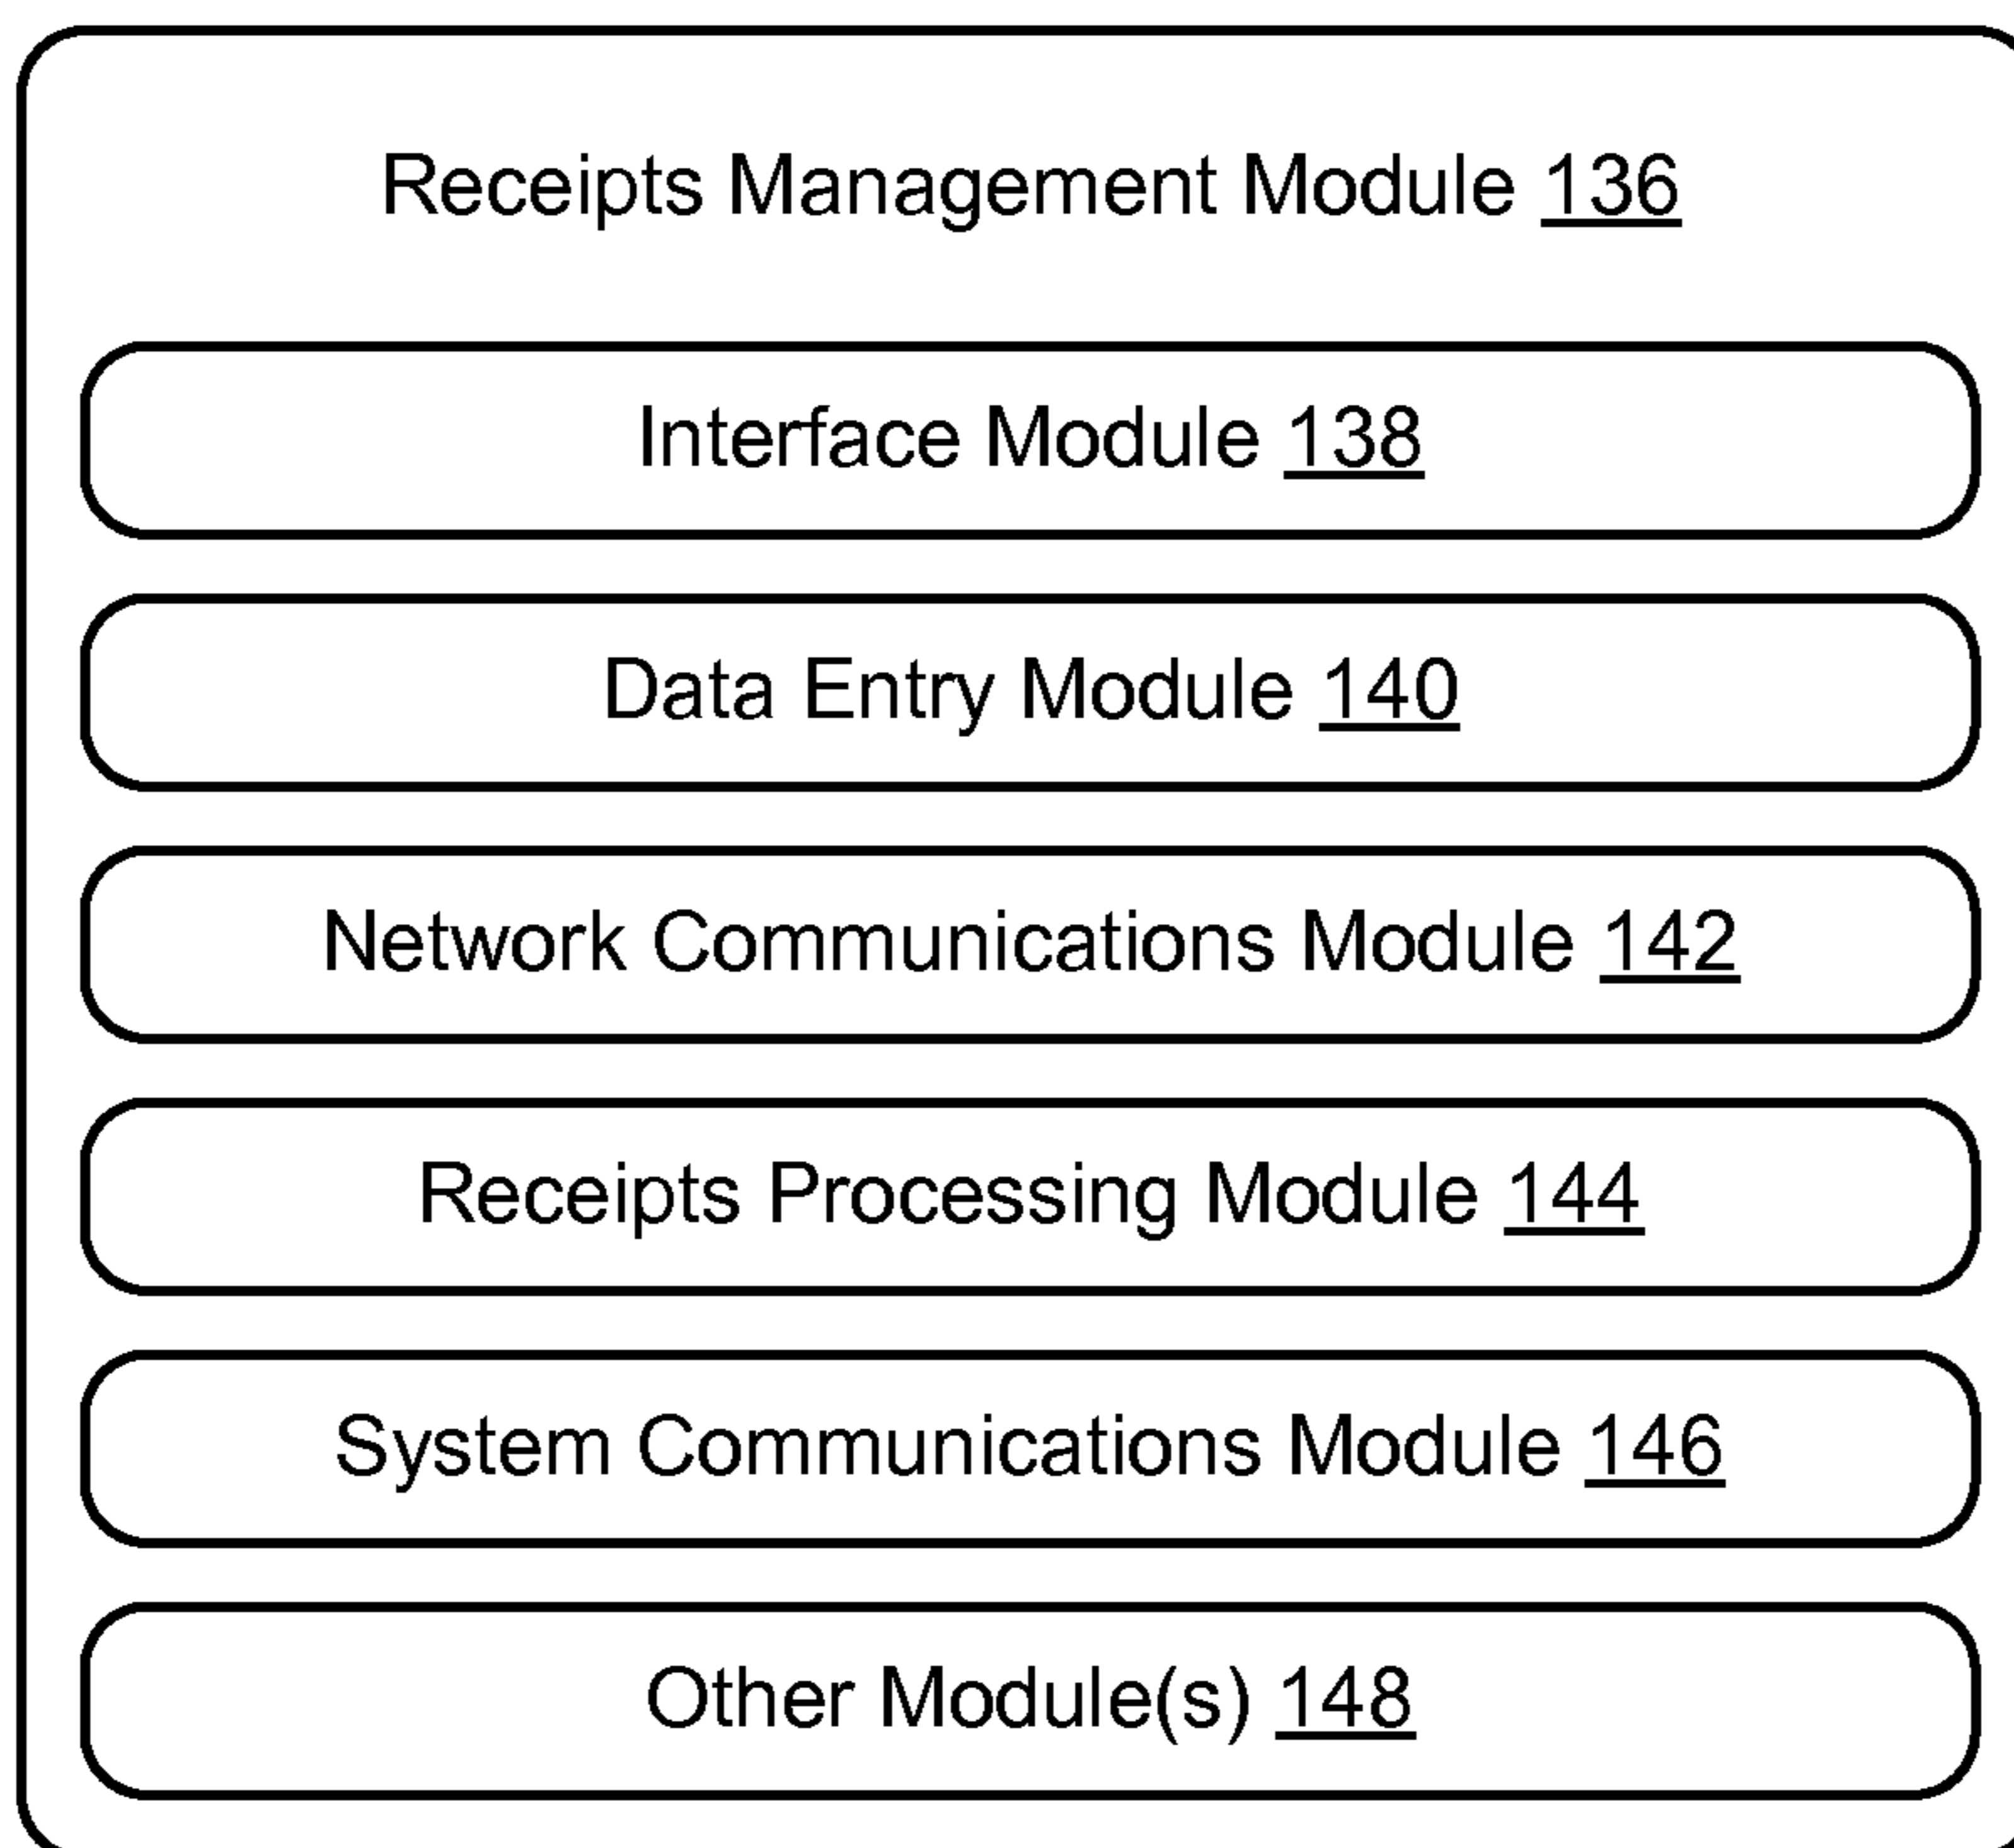 Receipts Management Module 136
Interface Module 138
Data Entry Module 140
Network Communications Module 142
Receipts Processing Module 144
System Communications Module 146
Other Module(s) 148